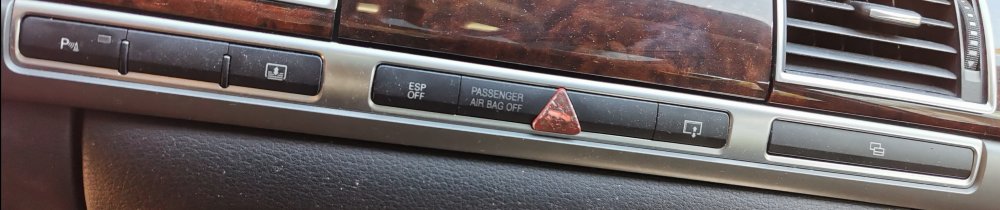 P
ESP
OFF
PASSENGER
AIR BAG OFF